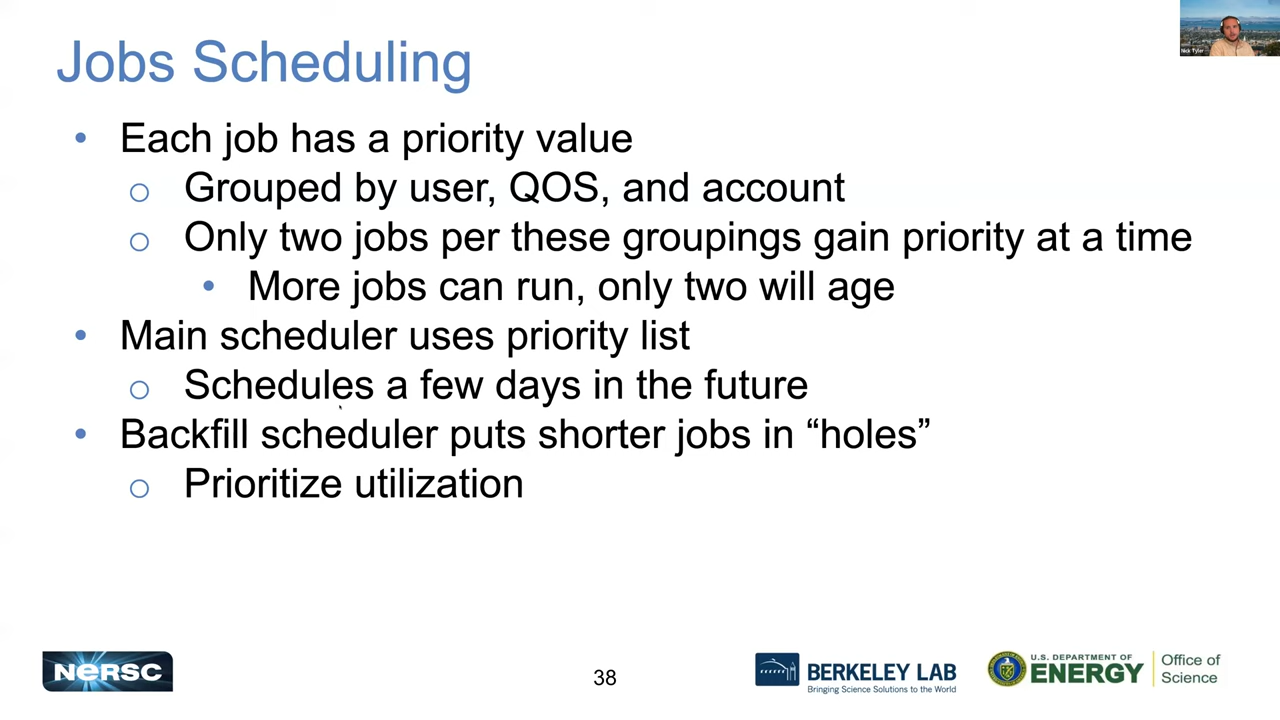 Jobs Scheduling
Nick Tyler
• Each job has a priority value
o Grouped by user, QOS, and account
o Only two jobs per these groupings gain priority at a time
• More jobs can run, only two will age
• Main scheduler uses priority list
o Schedules a few days in the future
• Backfill scheduler puts shorter jobs in “holes”
o Prioritize utilization
NERSC
38
BERKELEY LAB
Bringing Science Solutions to the World
U.S. DEPARTMENT OF
ENERGY
Office of
Science